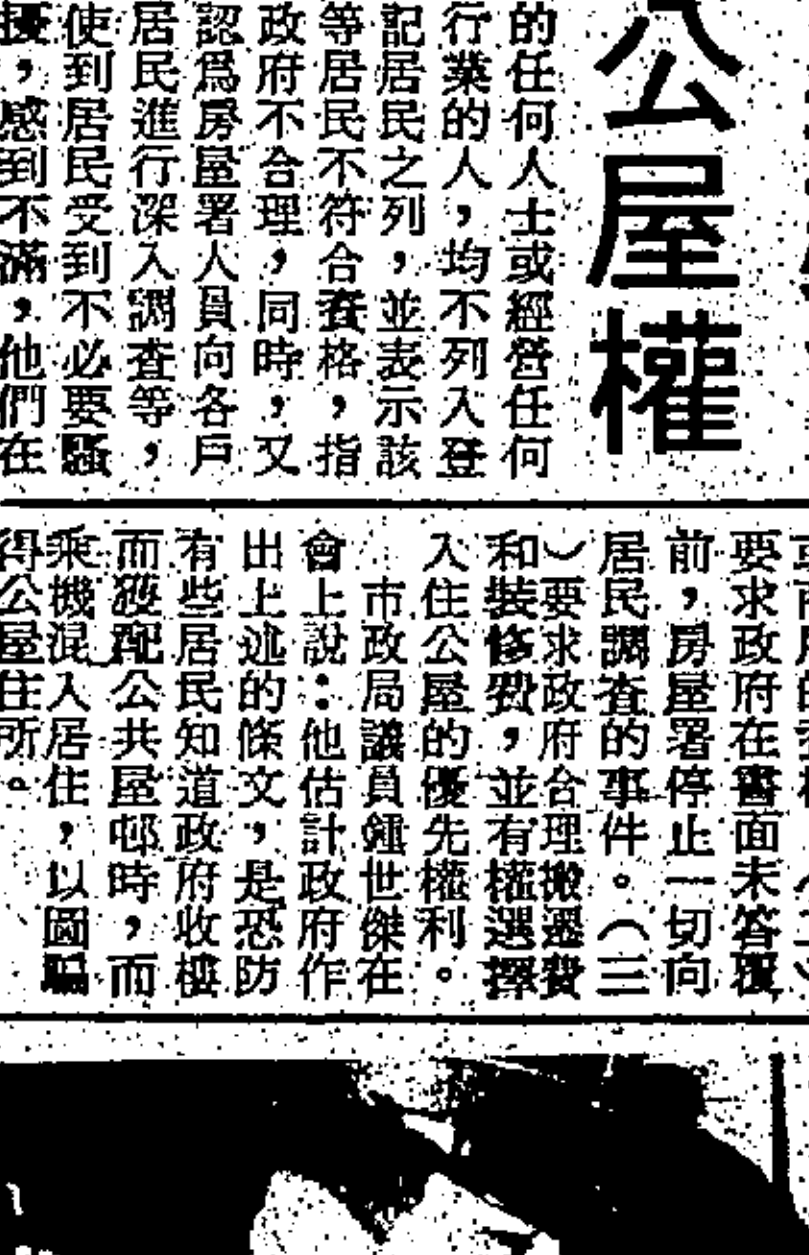 公屋權
的任何人士或經營任何
行業的人，均不列入登
記居民之列，並表示該
等居民不符合資格，指
政府不合理，同時，又
認爲房屋署人員向各戶
居民進行深入調查等，
使到居民受到不必要騷
擾，感到不滿，他們在
要求政府在書面未答覆
前，房屋署停止一切向
居民調查的事件。（三
）要求政府合理搬遷費
和裝修費，並有權選擇
入住公屋的優先權利。
市政局議員鍾世傑在
會上說：他估計政府作
出上述的條文，是恐防
有些居民知道政府收樓
而獲配公共屋邨時，而
乘機混入居住，以圖騙
得公屋住所。